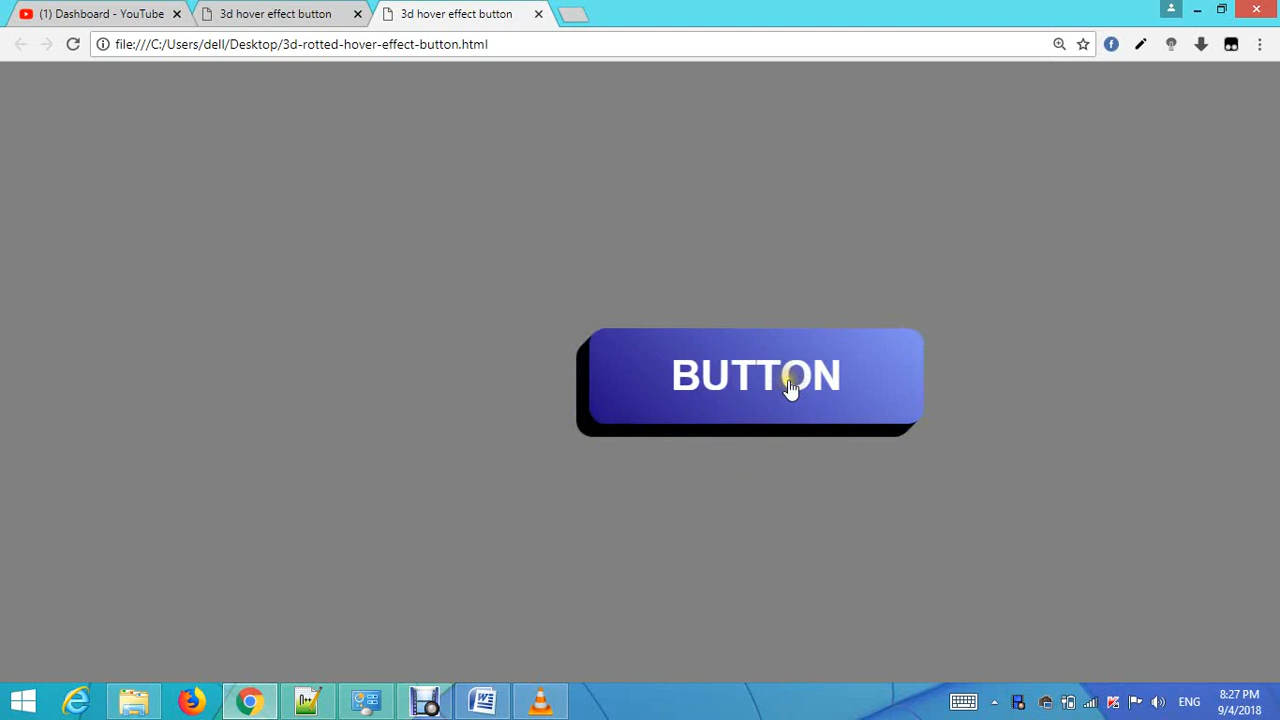 (1) Dashboard - YouTube
3d hover effect button
3d hover effect button
file:///C:/Users/dell/Desktop/3d-rotted-hover-effect-button.html
BUTTON
ENG
8:27 PM
9/4/2018